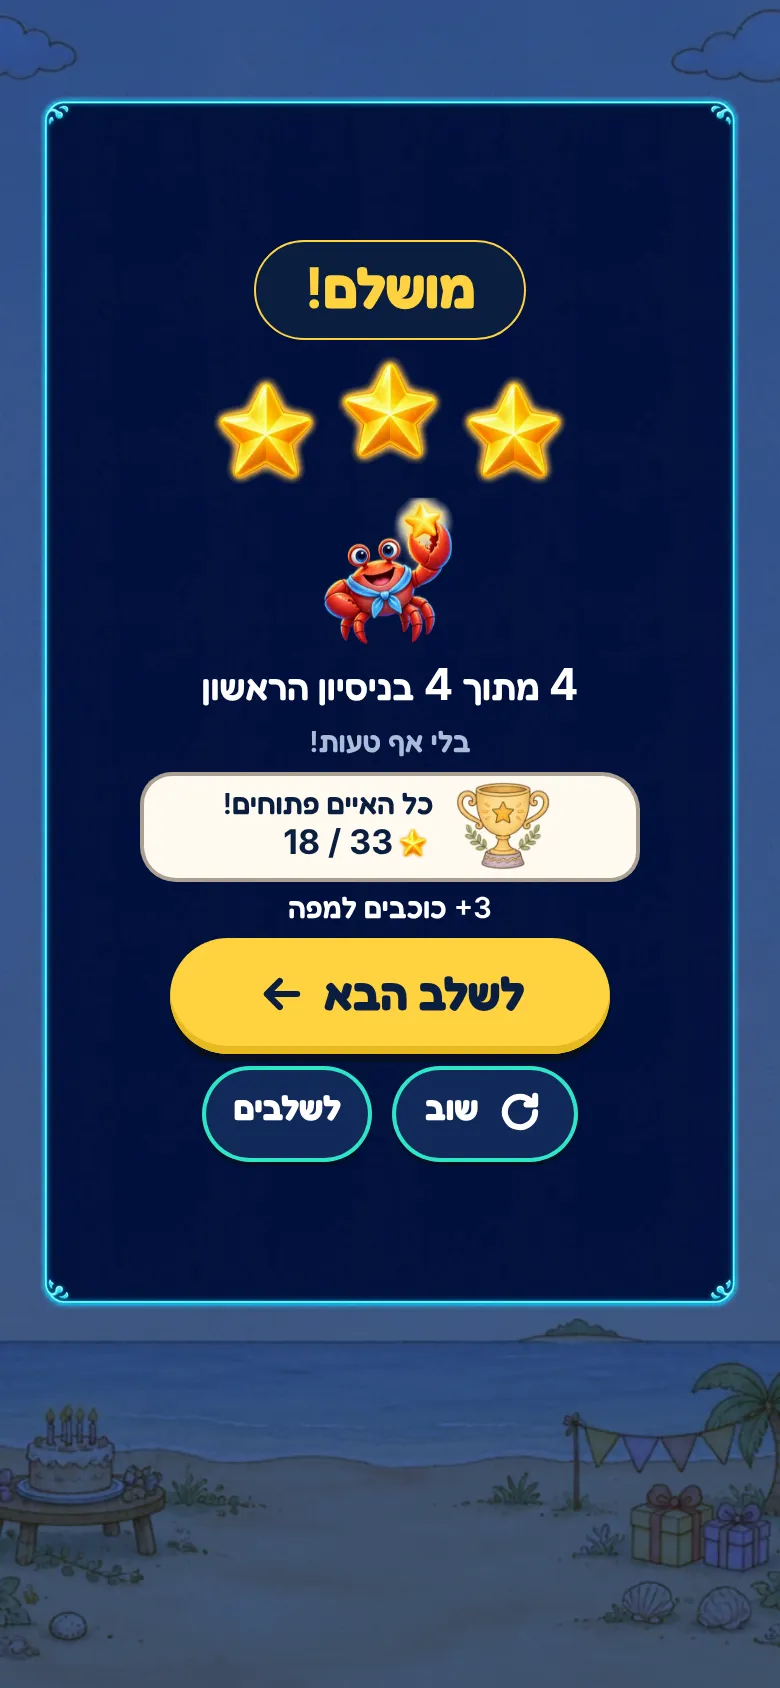 מושלם!
4 מתוך 4 בניסיון הראשון
בלי אף טעות!
כל האיים פתוחים!
18 / 33
+3 כוכבים למפה
לשלב הבא ←
שוב
לשלבים